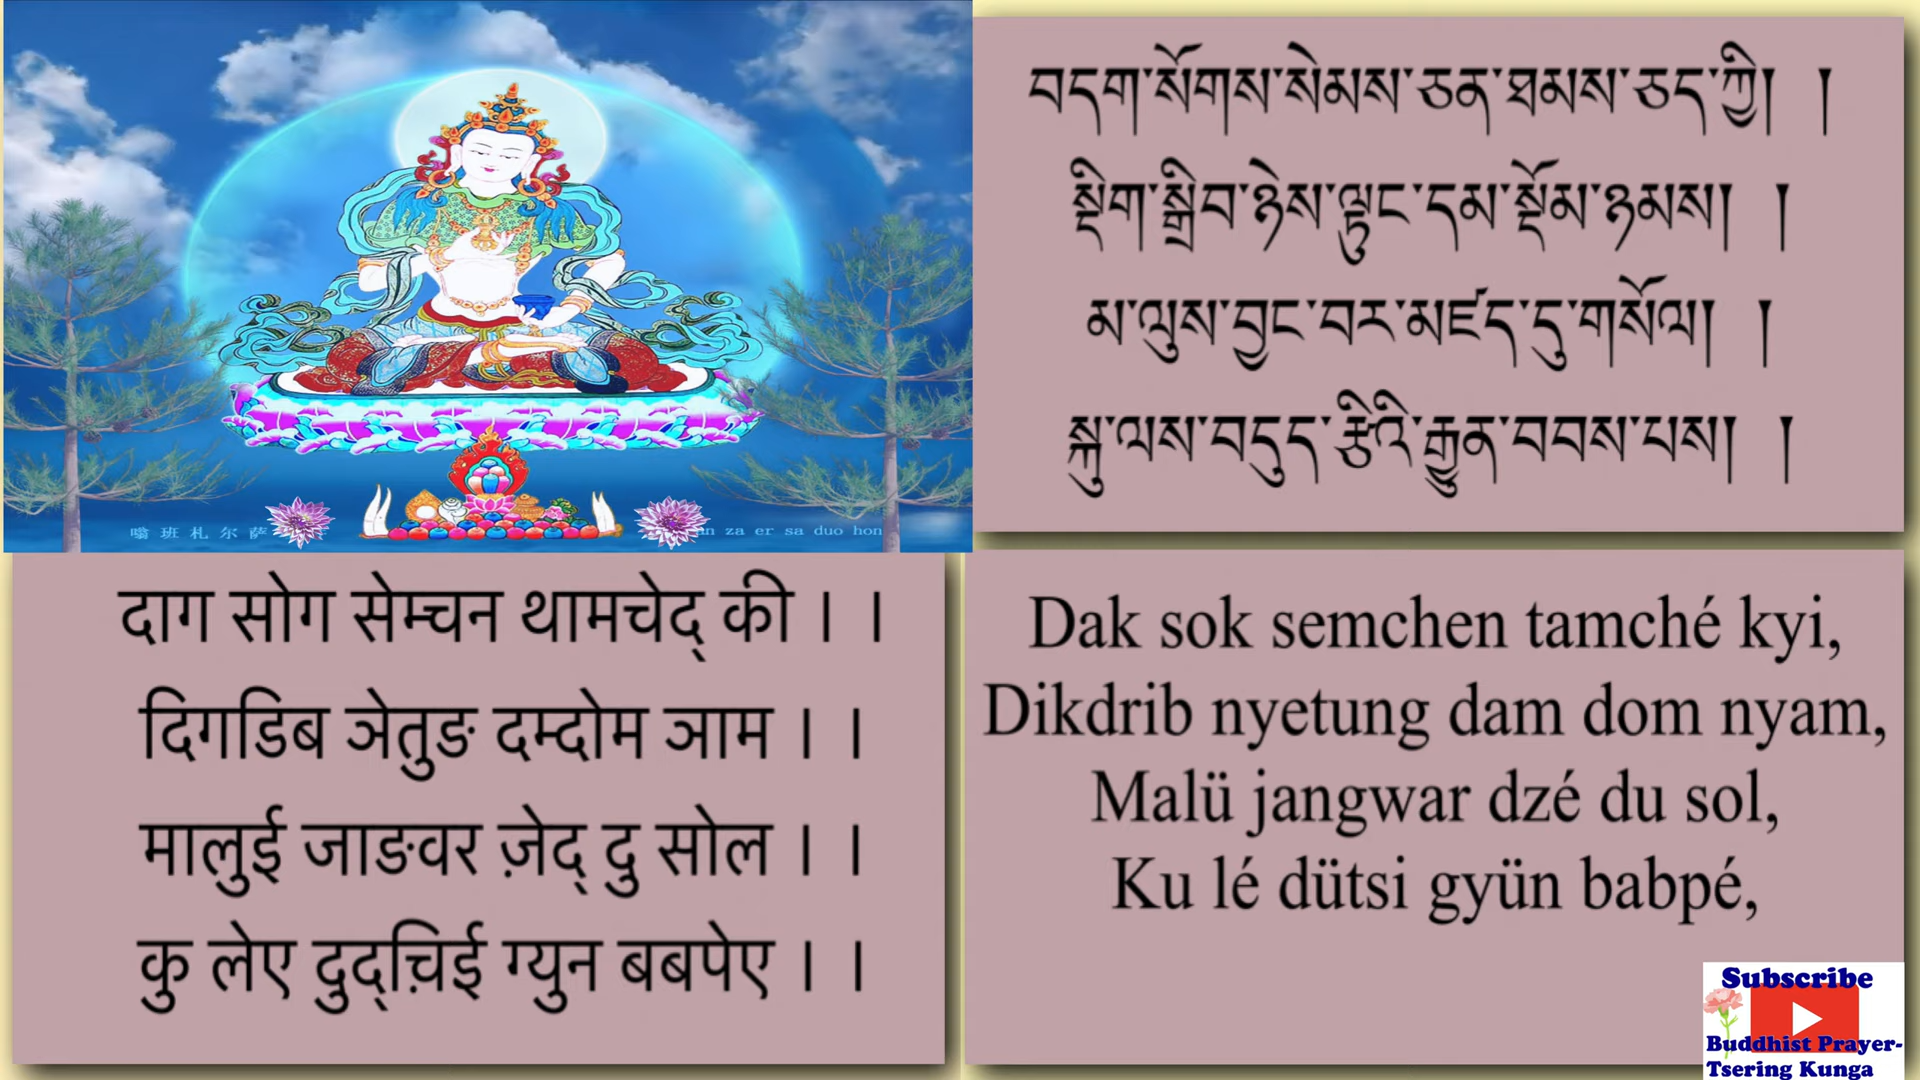 嗡 班 札 尔 萨
an za er sa duo hon
བདག་སོགས་སེམས་ཅན་ཐམས་ཅད་ཀྱི། །
སྡིག་སྒྲིབ་ཉེས་ལྟུང་དམ་སྡོམ་ཉམས། །
མ་ལུས་བྱང་བར་མཛད་དུ་གསོལ། །
སྐུ་ལས་བདུད་རྩིའི་རྒྱུན་བབས་པས། །
दाग सोग सेम्चन थामचेद् की । ।
दिगडिब ञेतुङ दम्दोम ञाम । ।
मालुई जाङवर ज़ेद् दु सोल । ।
कु लेए दुद्च़िई ग्युन बबपेए । ।
Dak sok semchen tamché kyi,
Dikdrib nyetung dam dom nyam,
Malü jangwar dzé du sol,
Ku lé dütsi gyün babpé,
Subscribe
Buddhist Prayer-
Tsering Kunga